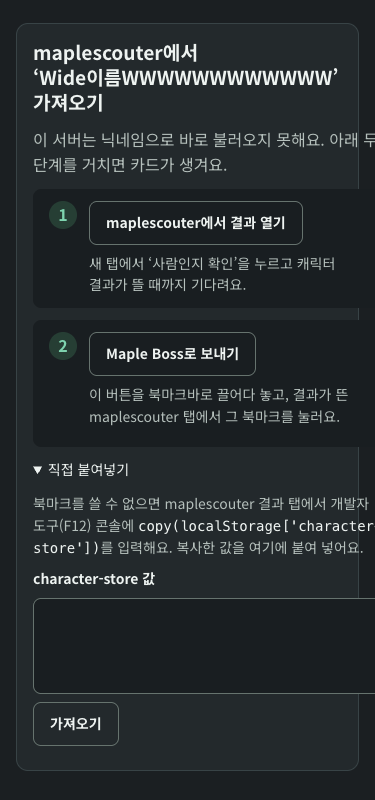 maplescouter에서
‘Wide이름WWWWWWWWWWWWW’
가져오기
이 서버는 닉네임으로 바로 불러오지 못해요. 아래 두
단계를 거치면 카드가 생겨요.
1
maplescouter에서 결과 열기
새 탭에서 ‘사람인지 확인’을 누르고 캐릭터
결과가 뜰 때까지 기다려요.
2
Maple Boss로 보내기
이 버튼을 북마크바로 끌어다 놓고, 결과가 뜬
maplescouter 탭에서 그 북마크를 눌러요.
▼ 직접 붙여넣기
북마크를 쓸 수 없으면 maplescouter 결과 탭에서 개발자
도구(F12) 콘솔에 copy(localStorage['character
store'])를 입력해요. 복사한 값을 여기에 붙여 넣어요.
character-store 값
가져오기